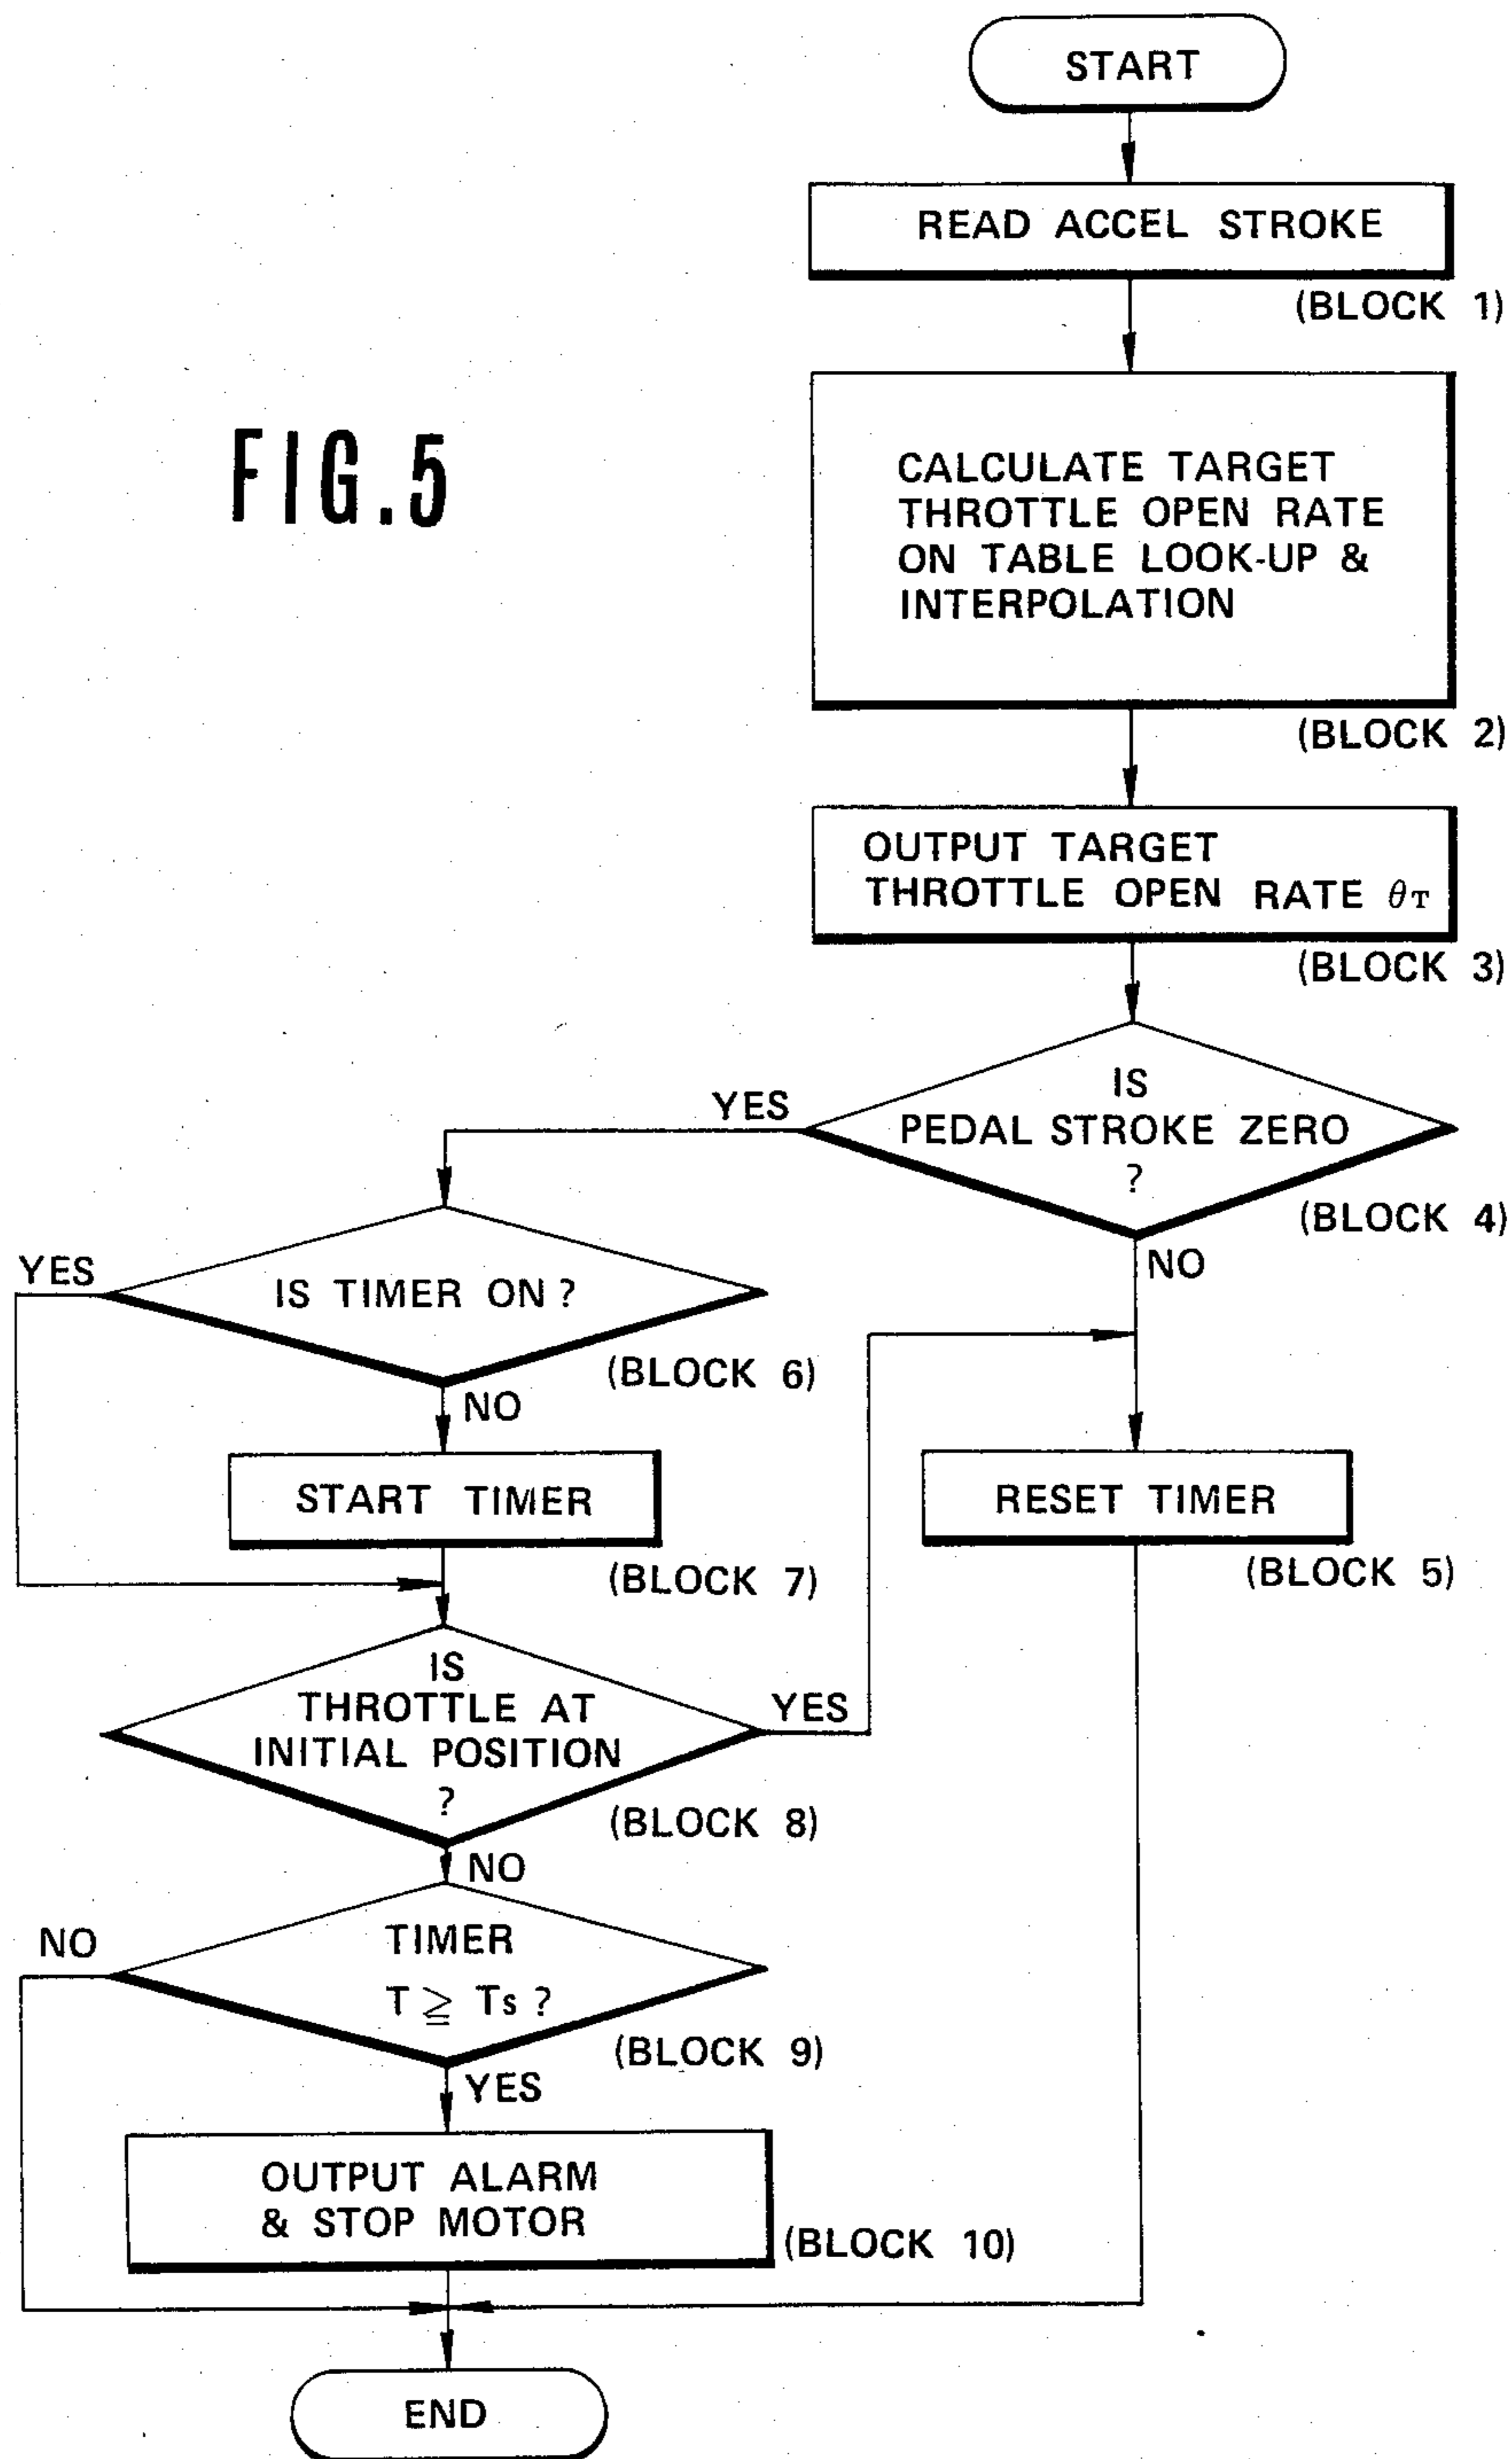 START
READ ACCEL STROKE
(BLOCK 1)
FIG.5
CALCULATE TARGET
THROTTLE OPEN RATE
ON TABLE LOOK-UP &
INTERPOLATION
(BLOCK 2)
OUTPUT TARGET
THROTTLE OPEN RATE θT
(BLOCK 3)
IS
PEDAL STROKE ZERO
?
(BLOCK 4)
YES
NO
IS TIMER ON ?
(BLOCK 6)
YES
NO
START TIMER
(BLOCK 7)
RESET TIMER
(BLOCK 5)
IS
THROTTLE AT
INITIAL POSITION
?
(BLOCK 8)
YES
NO
TIMER
T ≧ Ts ?
(BLOCK 9)
NO
YES
OUTPUT ALARM
& STOP MOTOR
(BLOCK 10)
END